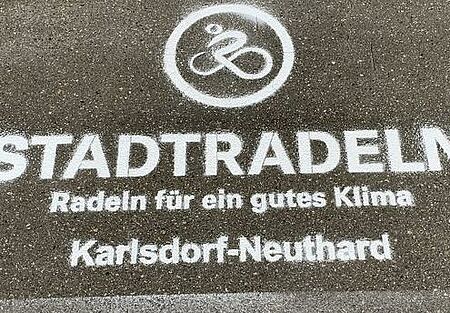 STADTRADELN
Radeln für ein gutes Klima
Karlsdorf-Neuthard